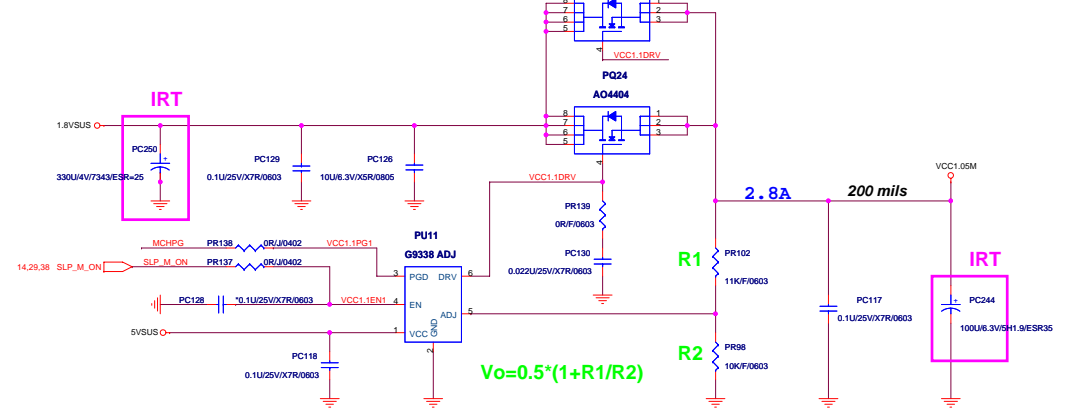 8
7
6
5
1
2
3
4
VCC1.1DRV
PQ24
AO4404
IRT
8
7
6
5
1
2
3
4
1.8VSUS
PC250
330U/4V/7343/ESR=25
PC129
0.1U/25V/X7R/0603
PC126
10U/6.3V/X5R/0805
VCC1.1DRV
VCC1.05M
2.8A
200 mils
PR139
0R/F/0603
PC130
0.022U/25V/X7R/0603
PU11
G9338 ADJ
MCHPG
PR138
0R/J/0402
VCC1.1PG1
14,29,38
SLP_M_ON
SLP_M_ON
PR137
0R/J/0402
3
PGD
DRV
6
PC128
*0.1U/25V/X7R/0603
VCC1.1EN1
4
EN
ADJ
5
5VSUS
1
VCC
GND
2
PC118
0.1U/25V/X7R/0603
R1
PR102
11K/F/0603
R2
PR98
10K/F/0603
Vo=0.5*(1+R1/R2)
PC117
0.1U/25V/X7R/0603
IRT
PC244
100U/6.3V/5H1.9/ESR35